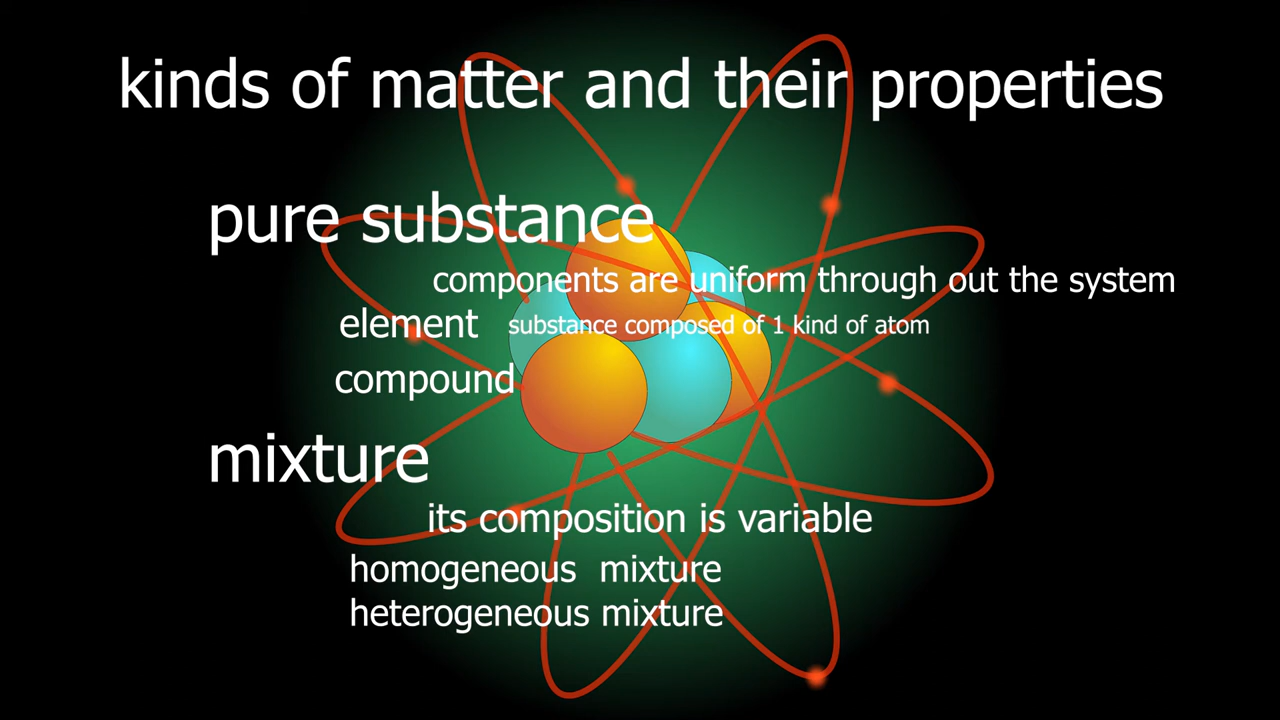 kinds of matter and their properties
pure substance
components are uniform through out the system
element substance composed of 1 kind of atom
compound
mixture
its composition is variable
homogeneous mixture
heterogeneous mixture